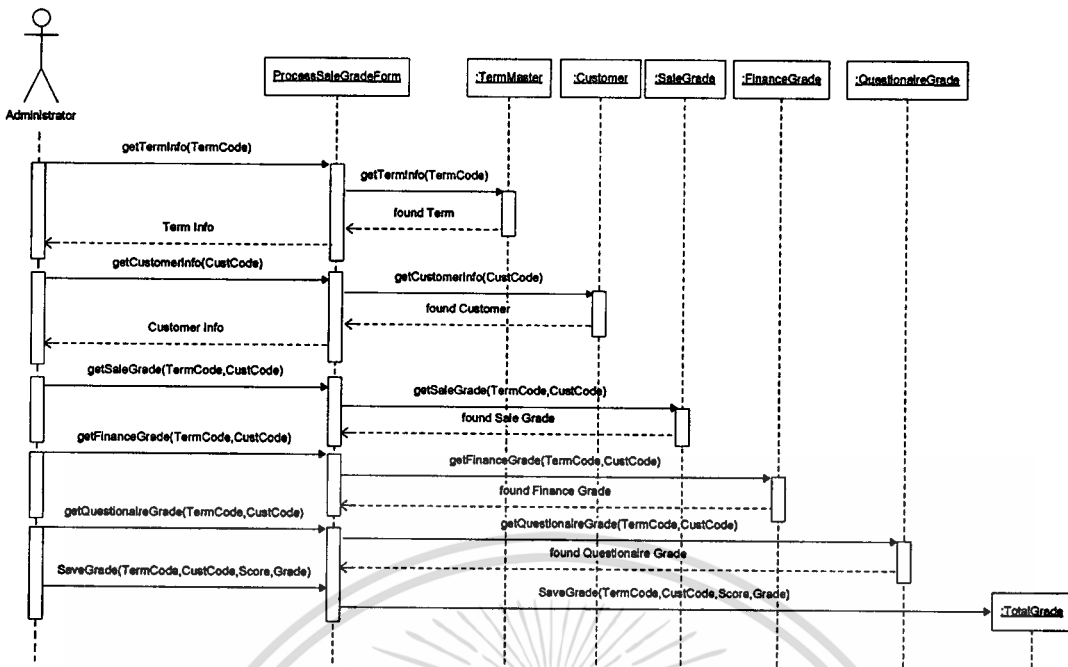 ProcessSaleGradeForm
:TermMaster
:Customer
:SaleGrade
:FinanceGrade
:QuestionaireGrade
Administrator
getTermInfo(TermCode)
getTermInfo(TermCode)
found Term
Term Info
getCustomerInfo(CustCode)
getCustomerInfo(CustCode)
found Customer
Customer Info
getSaleGrade(TermCode,CustCode)
getSaleGrade(TermCode,CustCode)
found Sale Grade
getFinanceGrade(TermCode,CustCode)
getFinanceGrade(TermCode,CustCode)
found Finance Grade
getQuestionaireGrade(TermCode,CustCode)
getQuestionaireGrade(TermCode,CustCode)
found Questionaire Grade
SaveGrade(TermCode,CustCode,Score,Grade)
SaveGrade(TermCode,CustCode,Score,Grade)
:TotalGrade